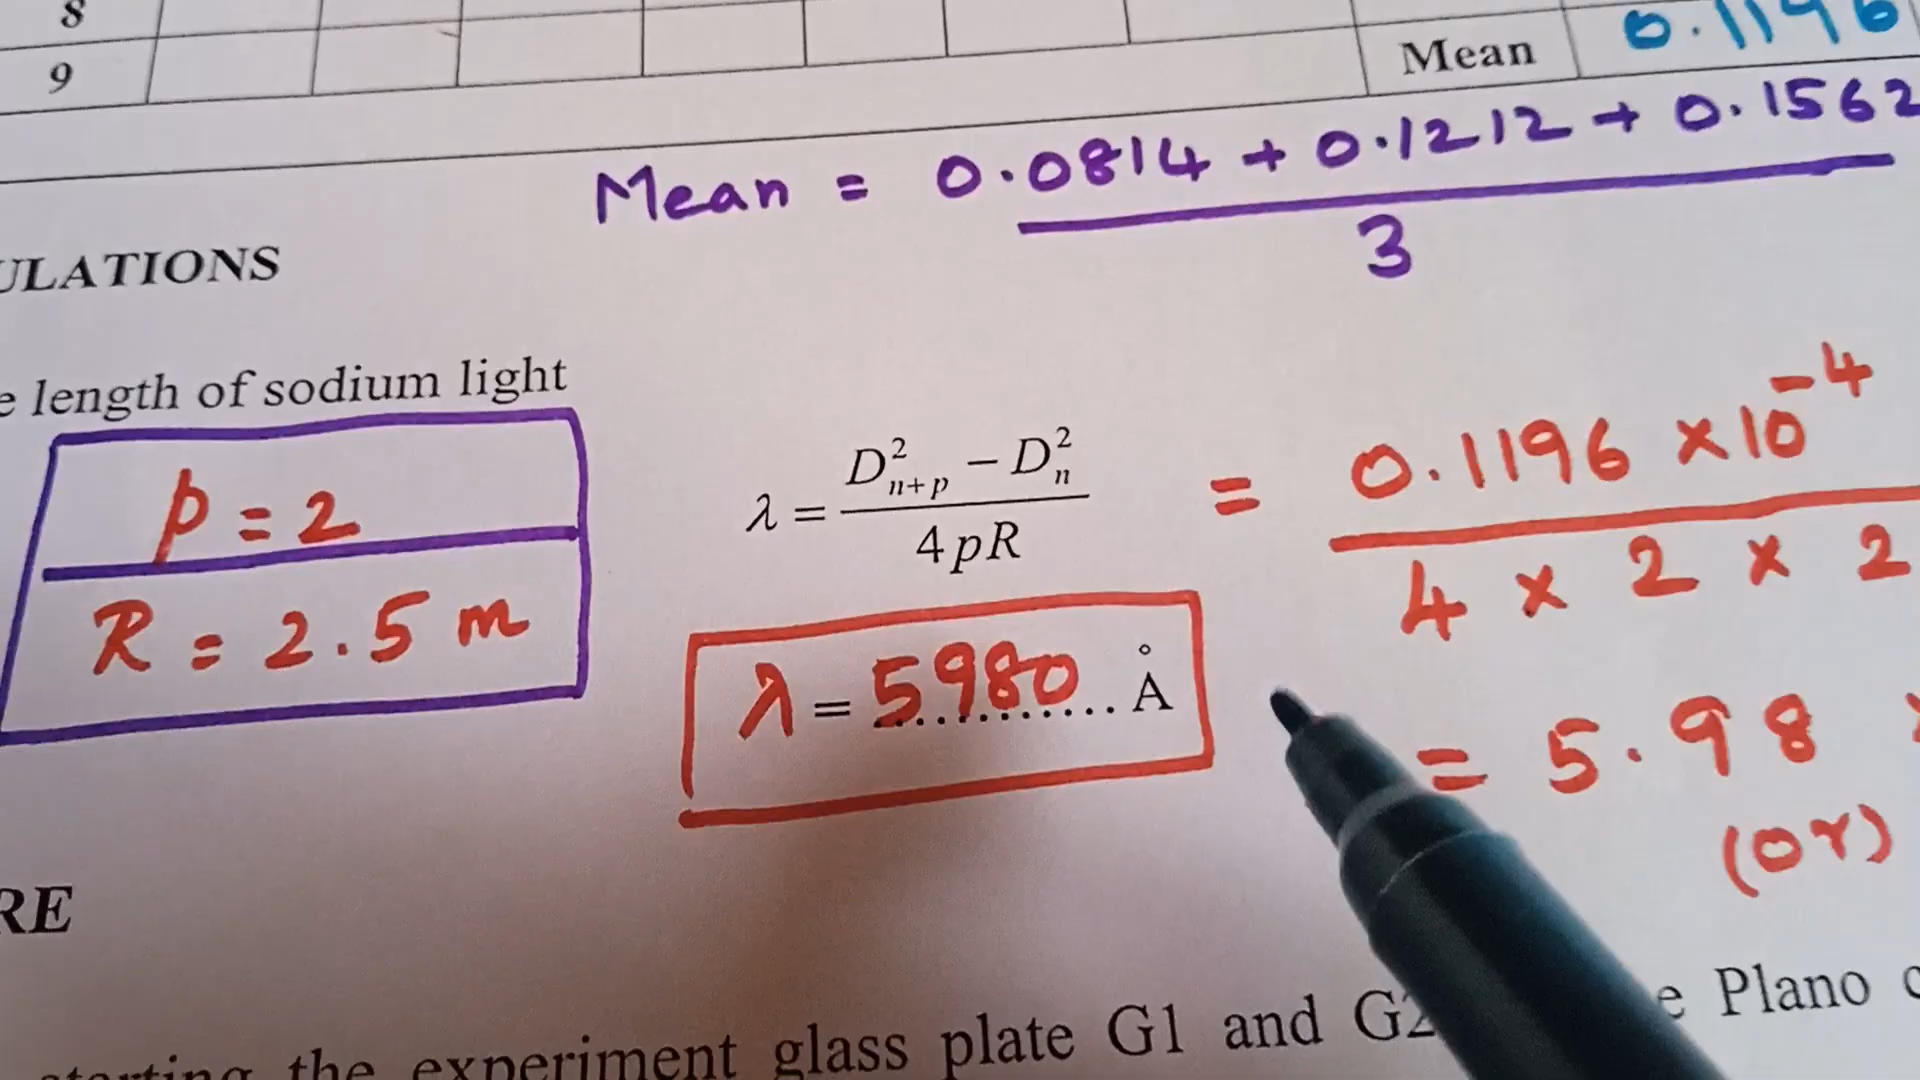 8
9 Mean 0.1196
Mean = 0.0814 + 0.1212 + 0.1562
3
ULATIONS
e length of sodium light
p = 2
R = 2.5 m
λ = D²n+p − D²n / 4pR = 0.1196 × 10⁻⁴ / 4 × 2 × 2
λ = 5980 ........... Å
= 5.98 ×
(or)
RE
starting the experiment glass plate G1 and G2 e Plano c